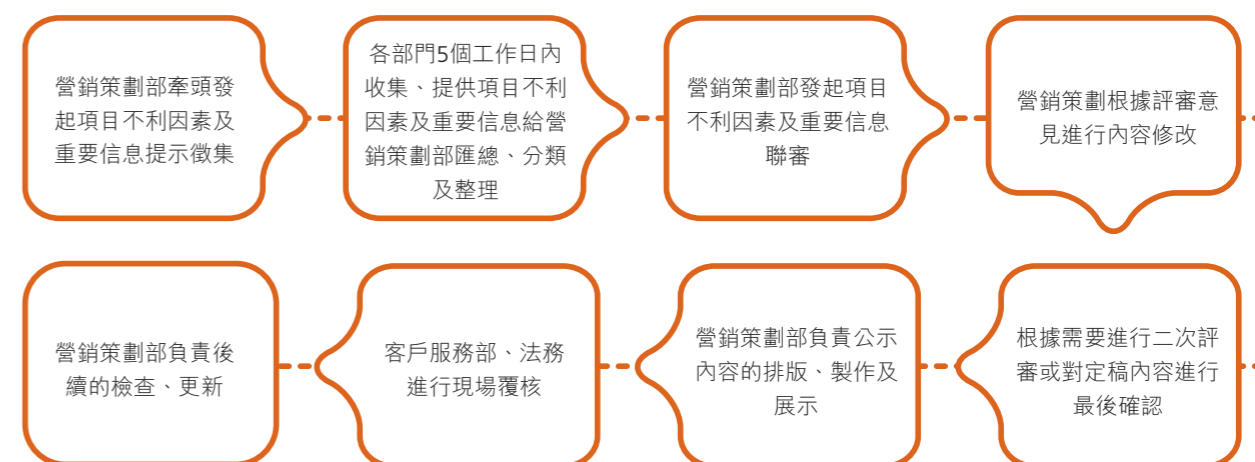 營銷策劃部牽頭發
起項目不利因素及
重要信息提示徵集
各部門5個工作日內
收集、提供項目不利
因素及重要信息給營
銷策劃部匯總、分類
及整理
營銷策劃部發起項目
不利因素及重要信息
聯審
營銷策劃根據評審意
見進行內容修改
根據需要進行二次評
審或對定稿內容進行
最後確認
營銷策劃部負責公示
內容的排版、製作及
展示
客戶服務部、法務
進行現場覆核
營銷策劃部負責後
續的檢查、更新